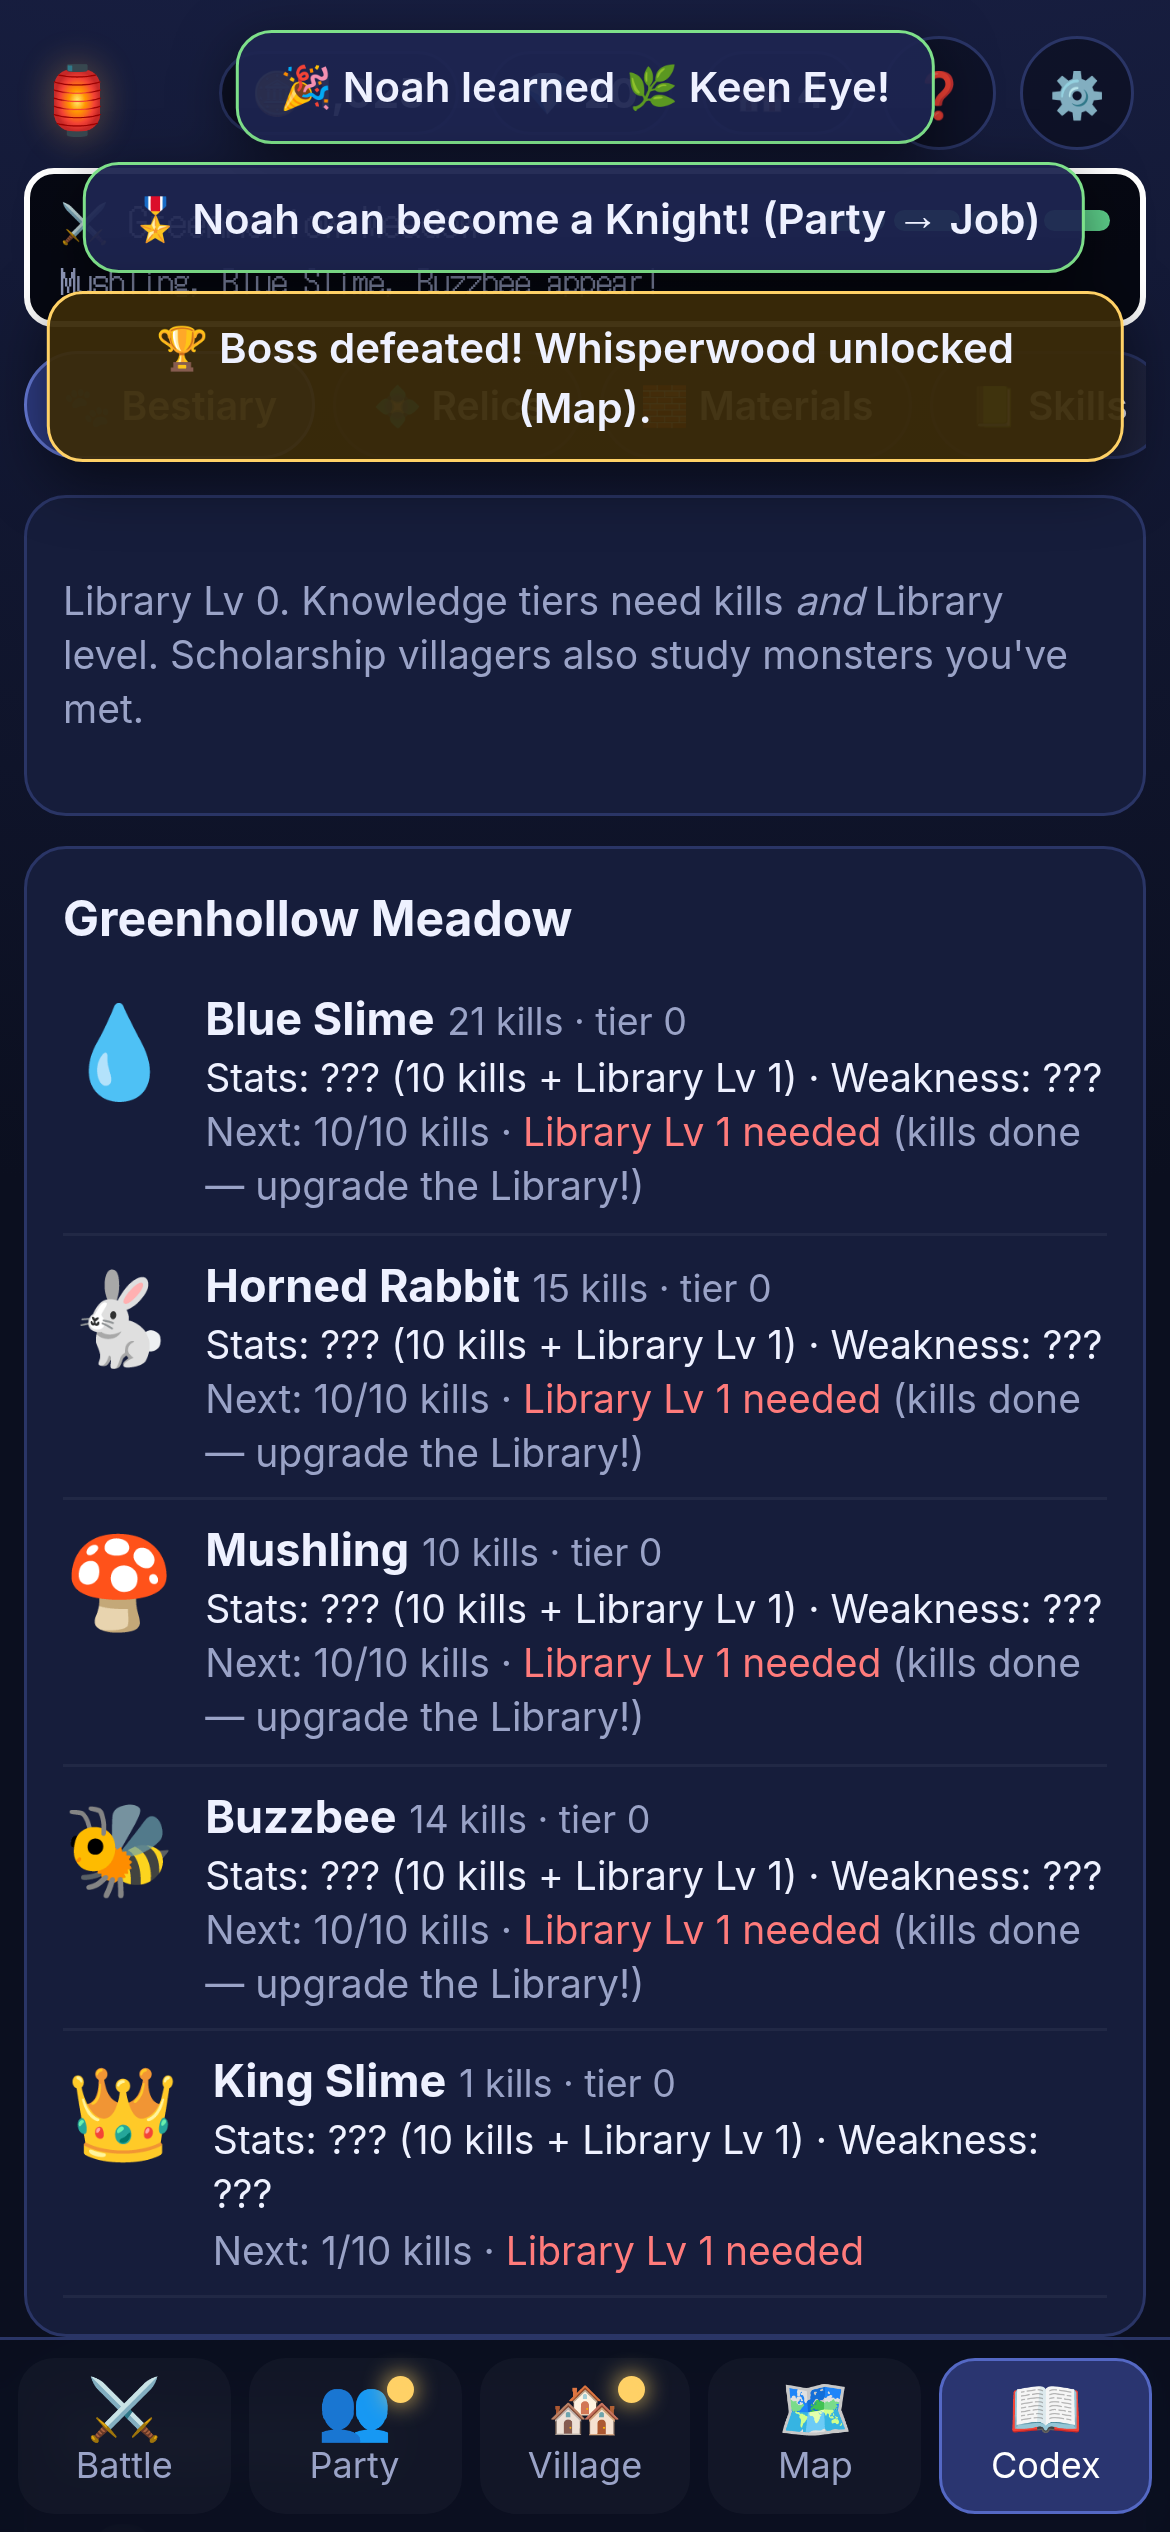 🎉 Noah learned 🌿 Keen Eye!
🎖️ Noah can become a Knight! (Party → Job)
Mushling, Blue Slime, Buzzbee appear!
🏆 Boss defeated! Whisperwood unlocked
(Map).
Bestiary
Materials
Skills
Library Lv 0. Knowledge tiers need kills and Library
level. Scholarship villagers also study monsters you've
met.
Greenhollow Meadow
Blue Slime 21 kills · tier 0
Stats: ??? (10 kills + Library Lv 1) · Weakness: ???
Next: 10/10 kills · Library Lv 1 needed (kills done
— upgrade the Library!)
Horned Rabbit 15 kills · tier 0
Stats: ??? (10 kills + Library Lv 1) · Weakness: ???
Next: 10/10 kills · Library Lv 1 needed (kills done
— upgrade the Library!)
Mushling 10 kills · tier 0
Stats: ??? (10 kills + Library Lv 1) · Weakness: ???
Next: 10/10 kills · Library Lv 1 needed (kills done
— upgrade the Library!)
Buzzbee 14 kills · tier 0
Stats: ??? (10 kills + Library Lv 1) · Weakness: ???
Next: 10/10 kills · Library Lv 1 needed (kills done
— upgrade the Library!)
King Slime 1 kills · tier 0
Stats: ??? (10 kills + Library Lv 1) · Weakness:
???
Next: 1/10 kills · Library Lv 1 needed
Battle
Party
Village
Map
Codex